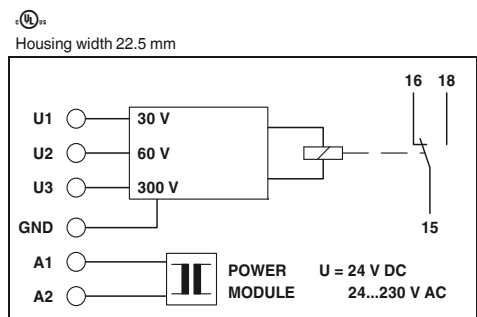 c UL us
Housing width 22.5 mm
16 18
U1 30 V
U2 60 V
U3 300 V
GND
15
A1
POWER U = 24 V DC
A2 MODULE 24...230 V AC